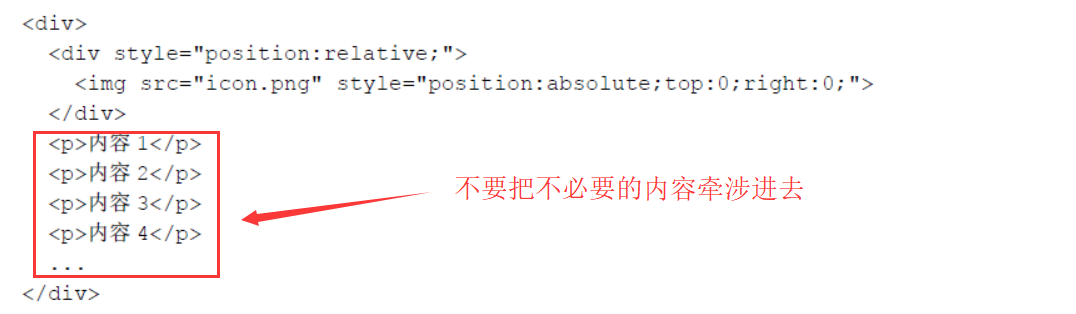 <div>
<div style="position:relative;">
<img src="icon.png" style="position:absolute;top:0;right:0;">
</div>
<p>内容 1</p>
<p>内容 2</p>
<p>内容 3</p>
<p>内容 4</p>
...
</div>
不要把不必要的内容牵涉进去